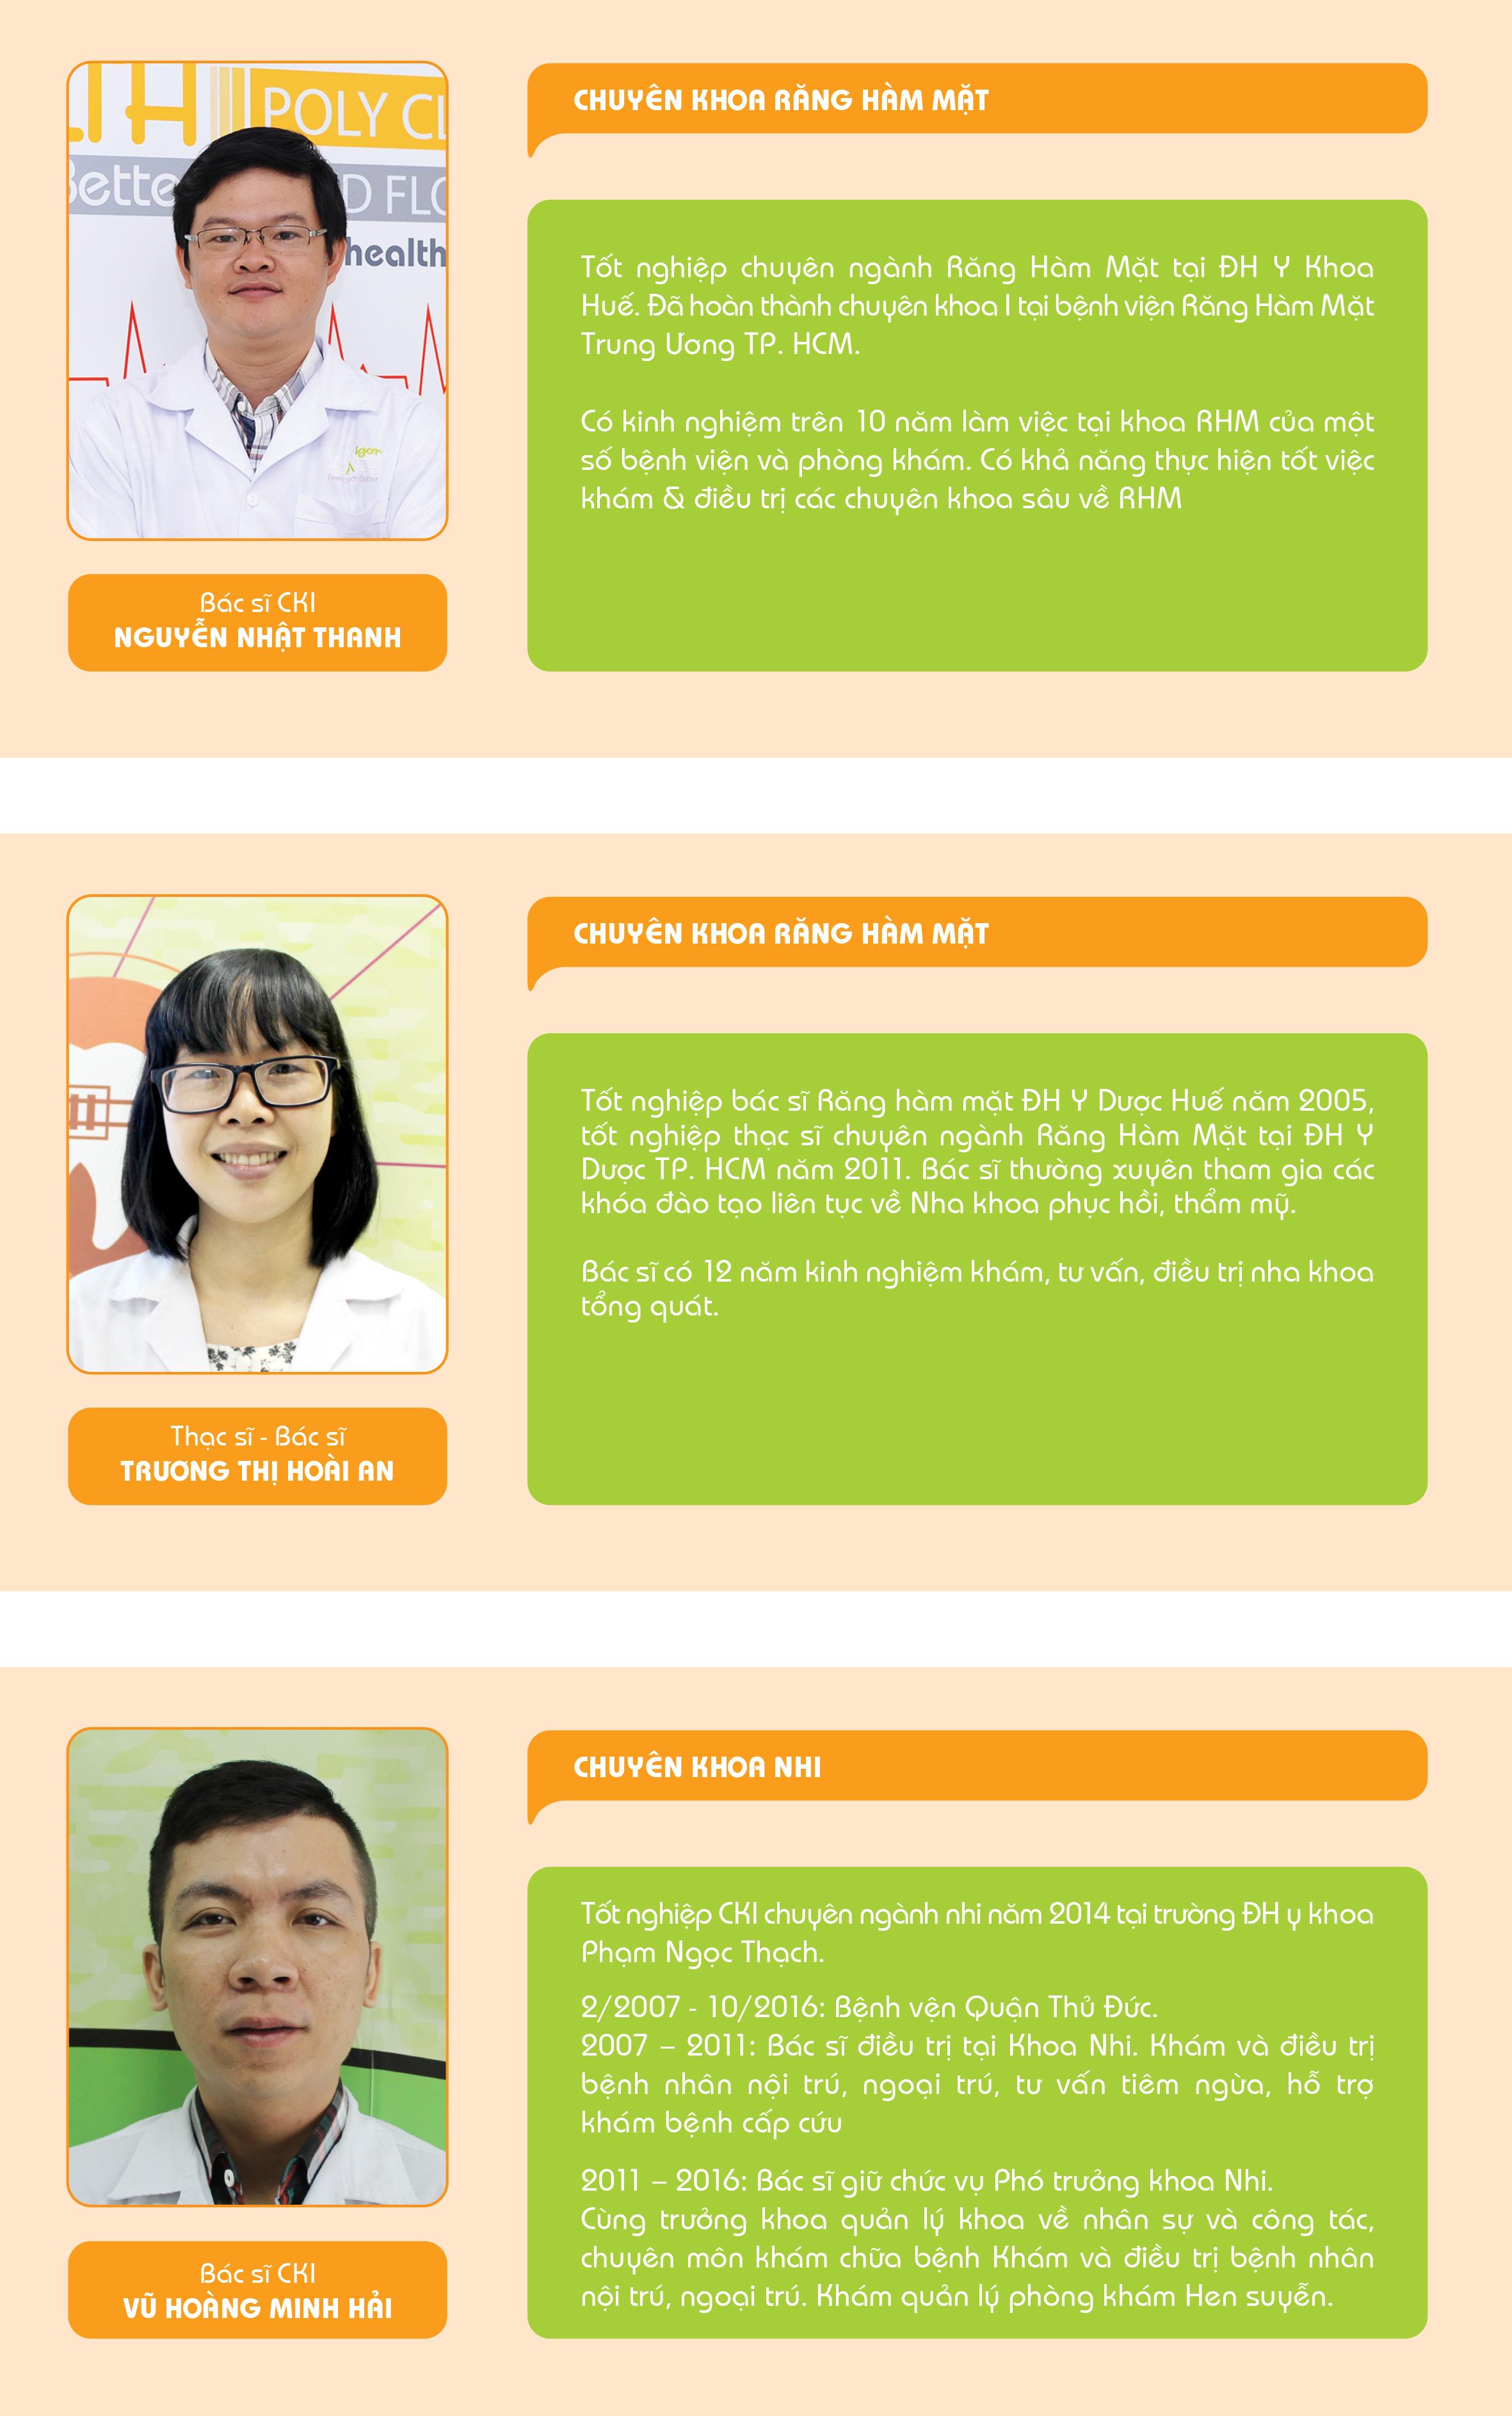 POLY CL
Bette
D FLO
health
igor
CHUYÊN KHOA RĂNG HÀM MẶT
Tốt nghiệp chuyên ngành Răng Hàm Mặt tại ĐH Y Khoa
Huế. Đã hoàn thành chuyên khoa I tại bệnh viện Răng Hàm Mặt
Trung Ương TP. HCM.
Có kinh nghiệm trên 10 năm làm việc tại khoa RHM của một
số bệnh viện và phòng khám. Có khả năng thực hiện tốt việc
khám & điều trị các chuyên khoa sâu về RHM
Bác sĩ CKI
NGUYỄN NHẬT THANH
CHUYÊN KHOA RĂNG HÀM MẶT
Tốt nghiệp bác sĩ Răng hàm mặt ĐH Y Dược Huế năm 2005,
tốt nghiệp thạc sĩ chuyên ngành Răng Hàm Mặt tại ĐH Y
Dược TP. HCM năm 2011. Bác sĩ thường xuyên tham gia các
khóa đào tạo liên tục về Nha khoa phục hồi, thẩm mỹ.
Bác sĩ có 12 năm kinh nghiệm khám, tư vấn, điều trị nha khoa
tổng quát.
Thạc sĩ - Bác sĩ
TRƯƠNG THỊ HOÀI AN
CHUYÊN KHOA NHI
Tốt nghiệp CKI chuyên ngành nhi năm 2014 tại trường ĐH y khoa
Phạm Ngọc Thạch.
2/2007 - 10/2016: Bệnh vện Quận Thủ Đức.
2007 – 2011: Bác sĩ điều trị tại Khoa Nhi. Khám và điều trị
bệnh nhân nội trú, ngoại trú, tư vấn tiêm ngừa, hỗ trợ
khám bệnh cấp cứu
2011 – 2016: Bác sĩ giữ chức vụ Phó trưởng khoa Nhi.
Cùng trưởng khoa quản lý khoa về nhân sự và công tác,
chuyên môn khám chữa bệnh Khám và điều trị bệnh nhân
nội trú, ngoại trú. Khám quản lý phòng khám Hen suyễn.
Bác sĩ CKI
VŨ HOÀNG MINH HẢI